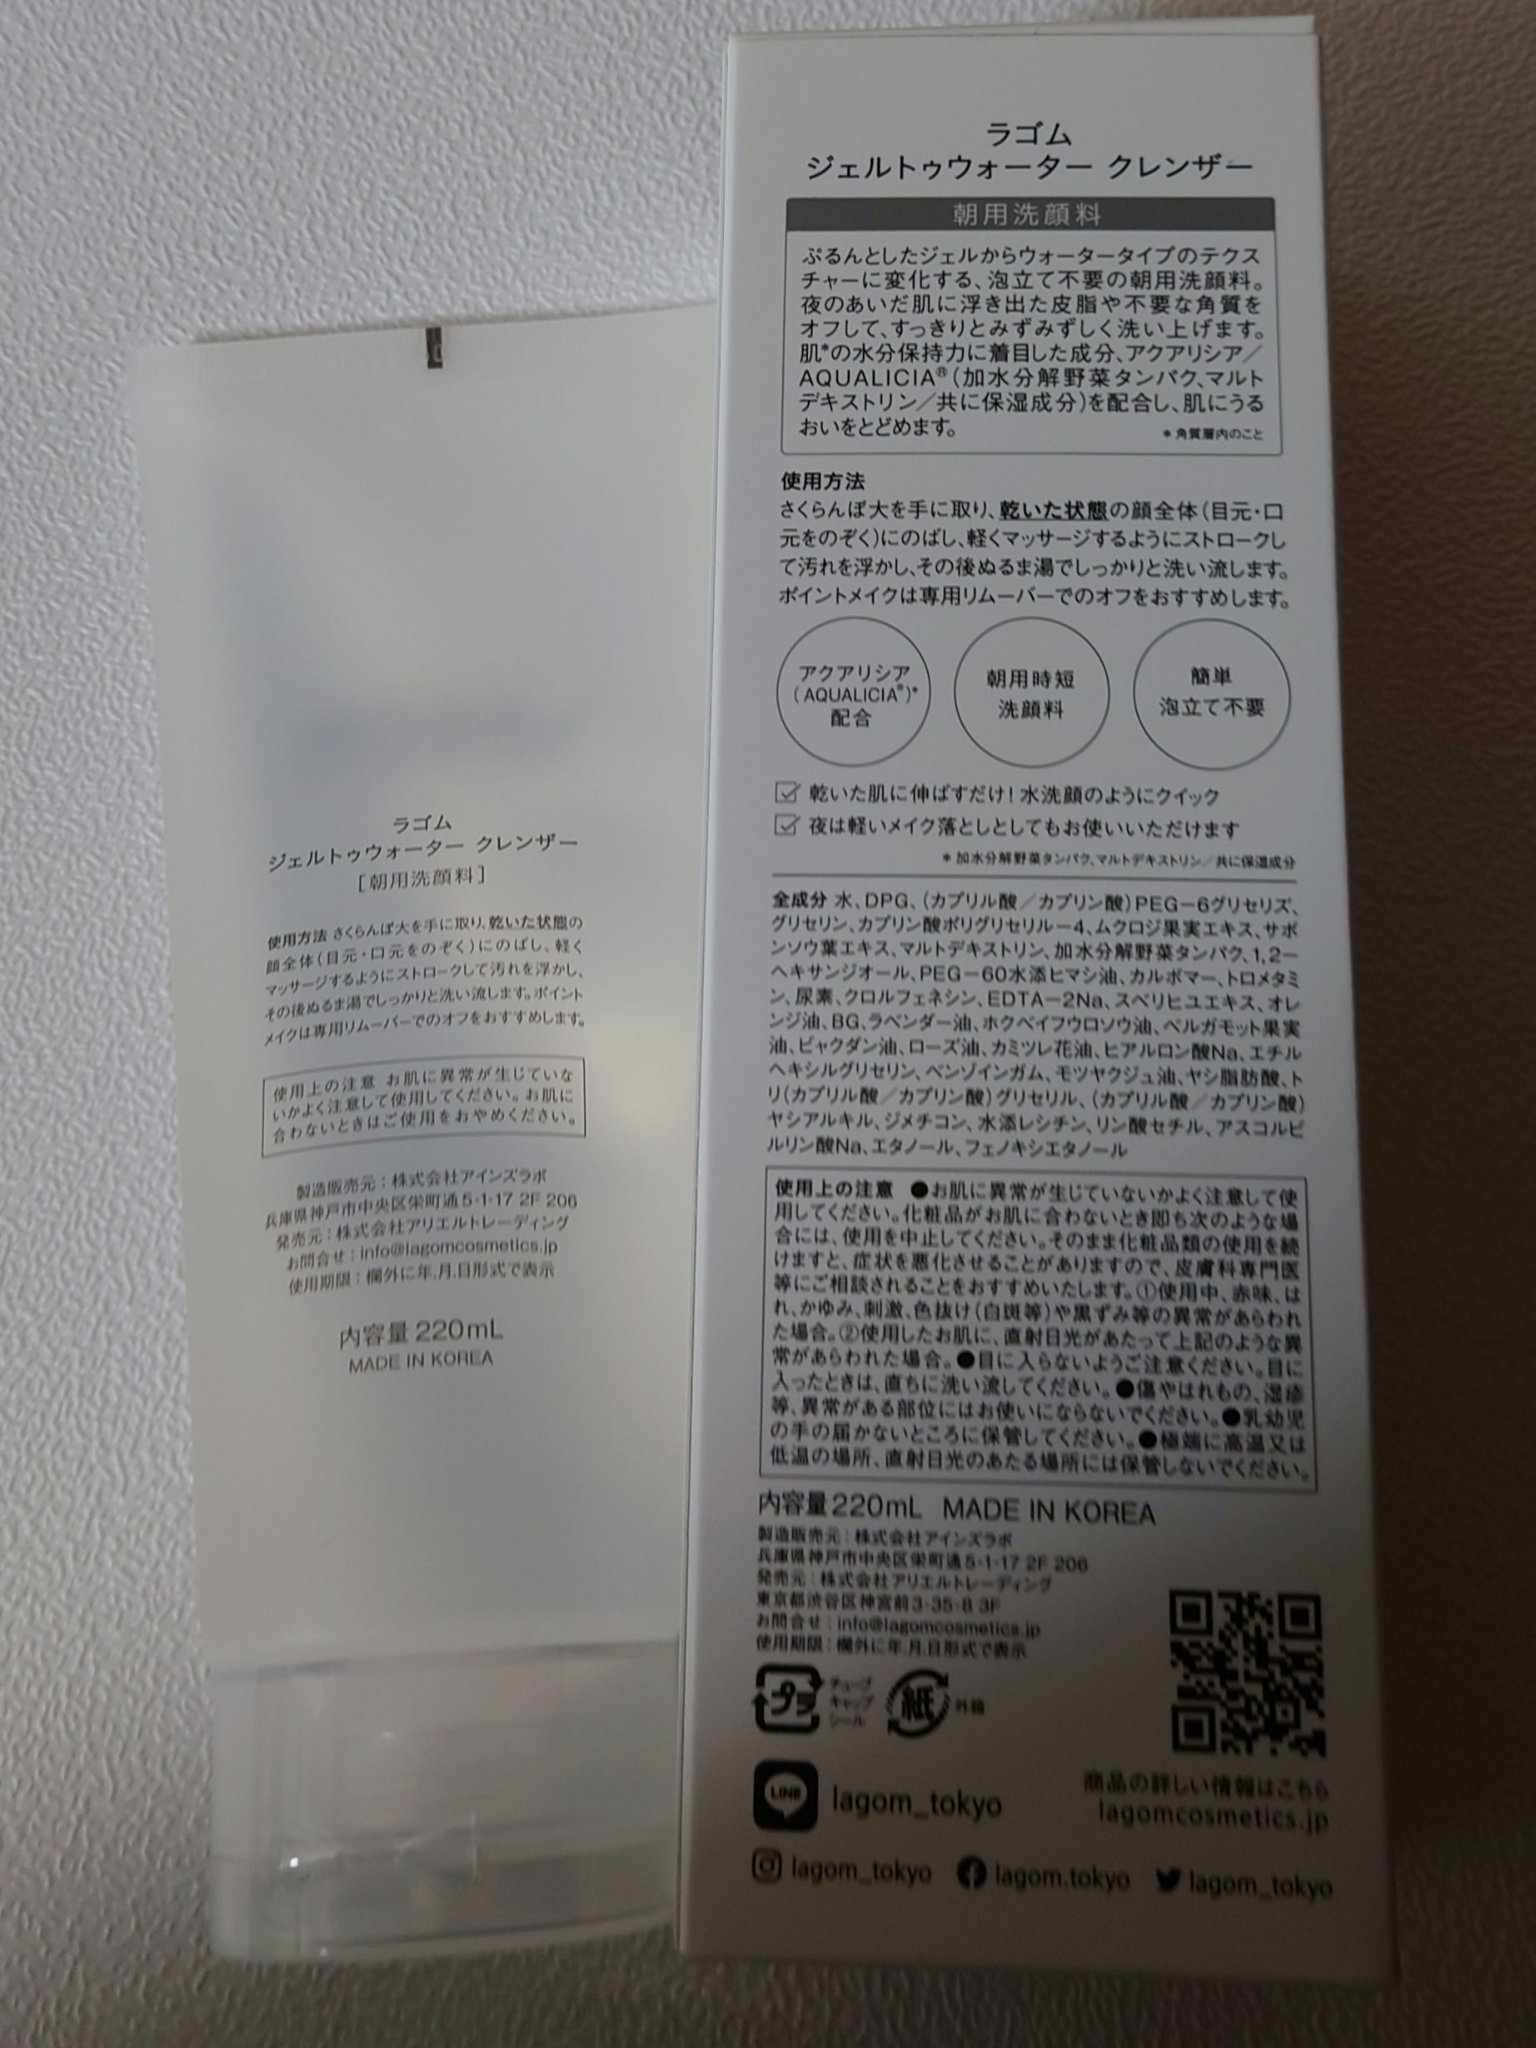 ラゴム
ジェルトゥウォーター クレンザー
[朝用洗顔料]
使用方法 さくらんぼ大を手に取り、乾いた状態の
顔全体(目元・口元をのぞく)にのばし、軽く
マッサージするようにストロークして汚れを浮かし、
その後ぬるま湯でしっかりと洗い流します。ポイント
メイクは専用リムーバーでのオフをおすすめします。
使用上の注意 お肌に異常が生じていな
いかよく注意して使用してください。お肌に
合わないときはご使用をおやめください。
製造販売元：株式会社アインズラボ
兵庫県神戸市中央区栄町通5-1-17 2F 206
発売元：株式会社アリエルトレーディング
お問合せ：info@lagomcosmetics.jp
使用期限：欄外に年.月.日形式で表示
内容量 220mL
MADE IN KOREA
ラゴム
ジェルトゥウォーター クレンザー
朝用洗顔料
ぷるんとしたジェルからウォータータイプのテクス
チャーに変化する、泡立て不要の朝用洗顔料。
夜のあいだ肌に浮き出た皮脂や不要な角質を
オフして、すっきりとみずみずしく洗い上げます。
肌*の水分保持力に着目した成分、アクアリシア／
AQUALICIA®(加水分解野菜タンパク、マルト
デキストリン／共に保湿成分)を配合し、肌にうる
おいをとどめます。
*角質層内のこと
使用方法
さくらんぼ大を手に取り、乾いた状態の顔全体(目元・口
元をのぞく)にのばし、軽くマッサージするようにストロークし
て汚れを浮かし、その後ぬるま湯でしっかりと洗い流します。
ポイントメイクは専用リムーバーでのオフをおすすめします。
アクアリシア
(AQUALICIA®)*
配合
朝用時短
洗顔料
簡単
泡立て不要
乾いた肌に伸ばすだけ！水洗顔のようにクイック
夜は軽いメイク落としとしてもお使いいただけます
*加水分解野菜タンパク、マルトデキストリン／共に保湿成分
全成分 水、DPG、(カプリル酸／カプリン酸)PEG-6グリセリズ、
グリセリン、カプリン酸ポリグリセリル-4、ムクロジ果実エキス、サボ
ンソウ葉エキス、マルトデキストリン、加水分解野菜タンパク、1,2-
ヘキサンジオール、PEG-60水添ヒマシ油、カルボマー、トロメタミ
ン、尿素、クロルフェネシン、EDTA-2Na、スベリヒユエキス、オレ
ンジ油、BG、ラベンダー油、ホクベイフウロソウ油、ベルガモット果実
油、ビャクダン油、ローズ油、カミツレ花油、ヒアルロン酸Na、エチル
ヘキシルグリセリン、ベンゾインガム、モツヤクジュ油、ヤシ脂肪酸、ト
リ(カプリル酸／カプリン酸)グリセリル、(カプリル酸／カプリン酸)
ヤシアルキル、ジメチコン、水添レシチン、リン酸セチル、アスコルビ
ルリン酸Na、エタノール、フェノキシエタノール
使用上の注意 ●お肌に異常が生じていないかよく注意して使
用してください。化粧品がお肌に合わないとき即ち次のような場
合には、使用を中止してください。そのまま化粧品類の使用を続
けますと、症状を悪化させることがありますので、皮膚科専門医
等にご相談されることをおすすめいたします。①使用中、赤味、は
れ、かゆみ、刺激、色抜け(白斑等)や黒ずみ等の異常があらわれ
た場合。②使用したお肌に、直射日光があたって上記のような異
常があらわれた場合。●目に入らないようご注意ください。目に
入ったときは、直ちに洗い流してください。●傷やはれもの、湿疹
等、異常がある部位にはお使いにならないでください。●乳幼児
の手の届かないところに保管してください。●極端に高温又は
低温の場所、直射日光のあたる場所には保管しないでください。
内容量220mL MADE IN KOREA
製造販売元：株式会社アインズラボ
兵庫県神戸市中央区栄町通5-1-17 2F 206
発売元：株式会社アリエルトレーディング
東京都渋谷区神宮前3-35-8 3F
お問合せ：info@lagomcosmetics.jp
使用期限：欄外に年.月.日形式で表示
プラ
チューブ
キャップ
シール
紙
外箱
LINE
lagom_tokyo
商品の詳しい情報はこちら
lagomcosmetics.jp
lagom_tokyo
lagom.tokyo
lagom_tokyo